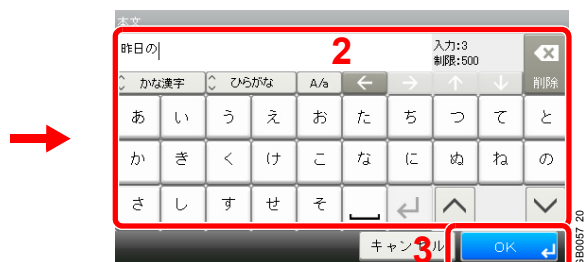 本文
昨日の
2
入力:3
制限:500
かな漢字 ひらがな A/a ← → ↑ ↓ 削除
あ い う え お た ち つ て と
か き く け こ な に ぬ ね の
さ し す せ そ
キャンセル 3 OK
GB0057_20